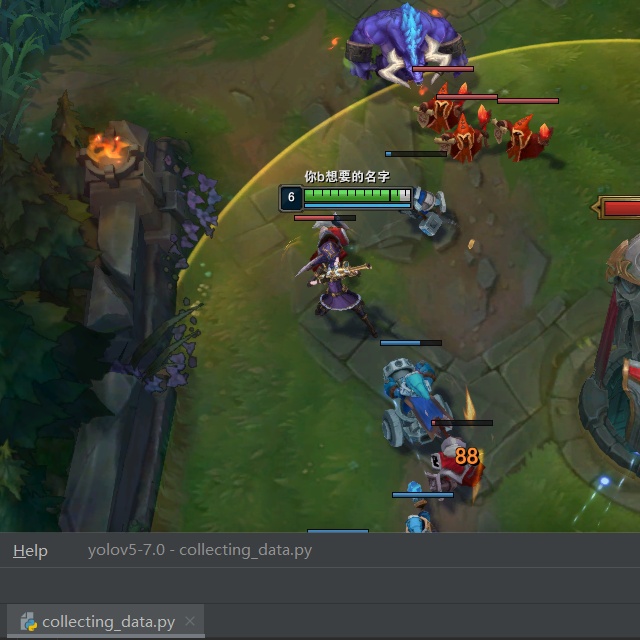 你b想要的名字
6
88
Help yolov5-7.0 - collecting_data.py
collecting_data.py